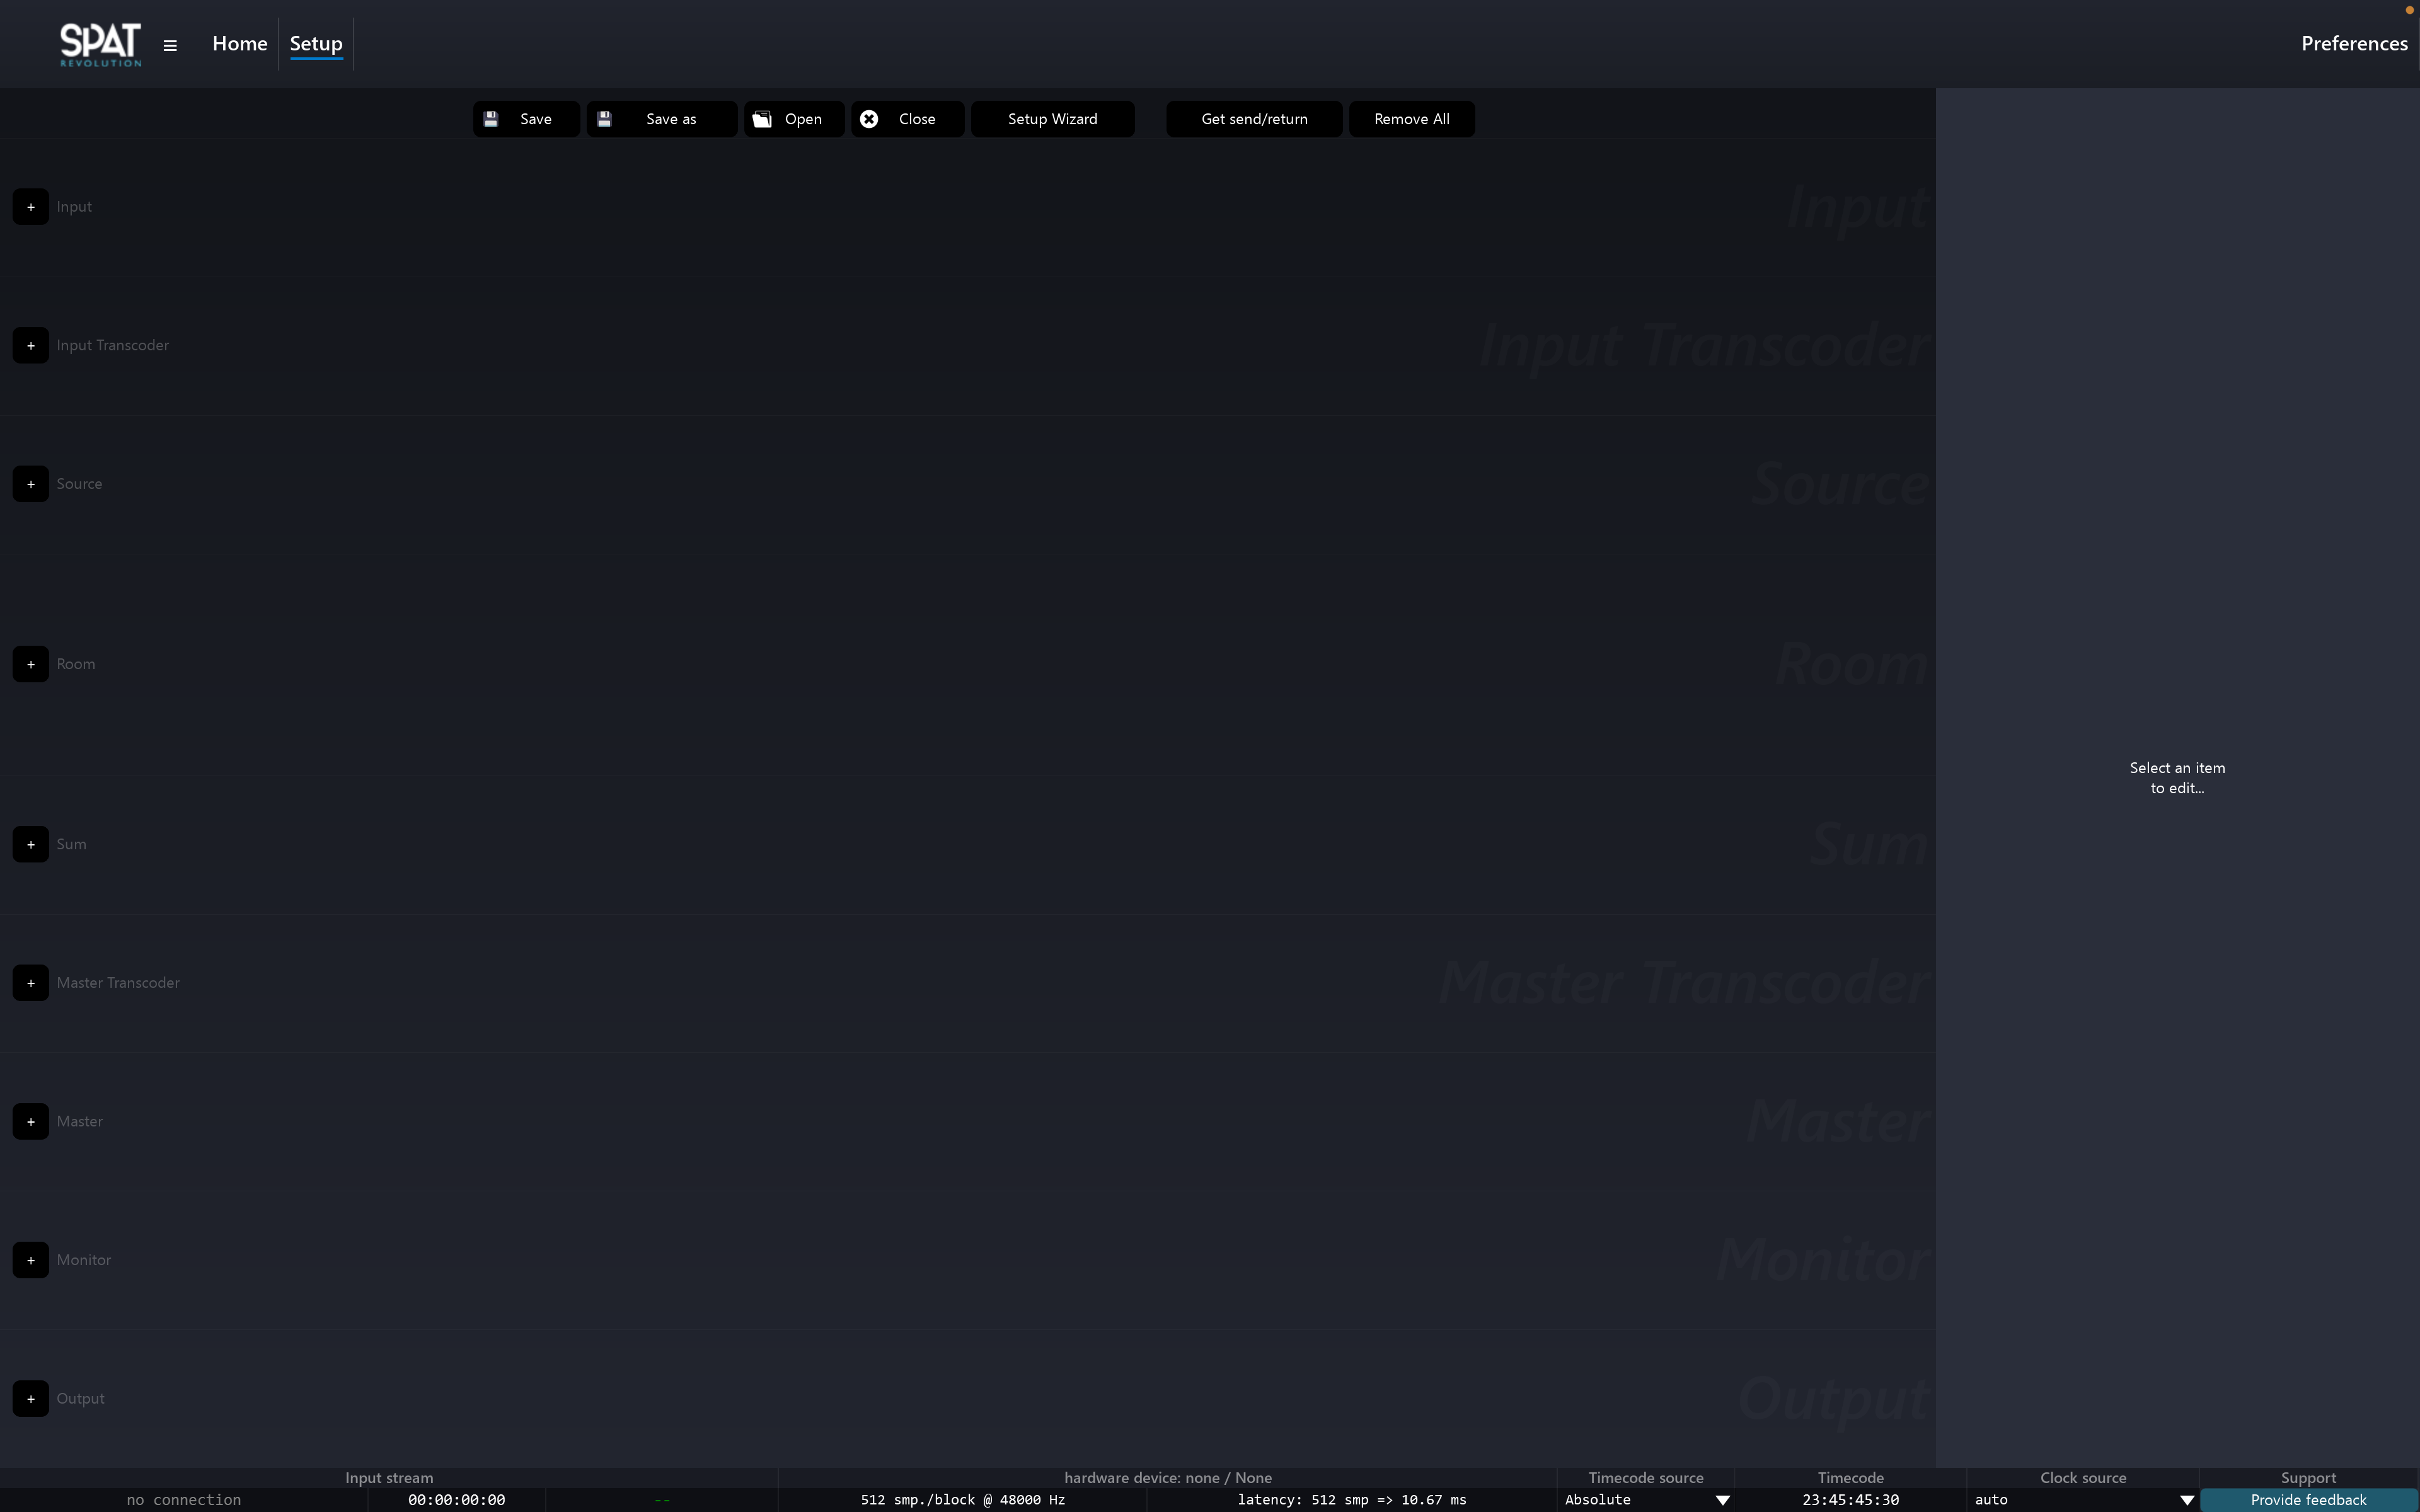 SPAT
REVOLUTION
Home
Setup
Preferences
Save
Save as
Open
Close
Setup Wizard
Get send/return
Remove All
+ Input
Input
+ Input Transcoder
Input Transcoder
+ Source
Source
+ Room
Room
+ Sum
Sum
+ Master Transcoder
Master Transcoder
+ Master
Master
+ Monitor
Monitor
+ Output
Output
Select an item
to edit...
Input stream
hardware device: none / None
Timecode source
Timecode
Clock source
Support
no connection
00:00:00:00
--
512 smp./block @ 48000 Hz
latency: 512 smp => 10.67 ms
Absolute
23:45:45:30
auto
Provide feedback